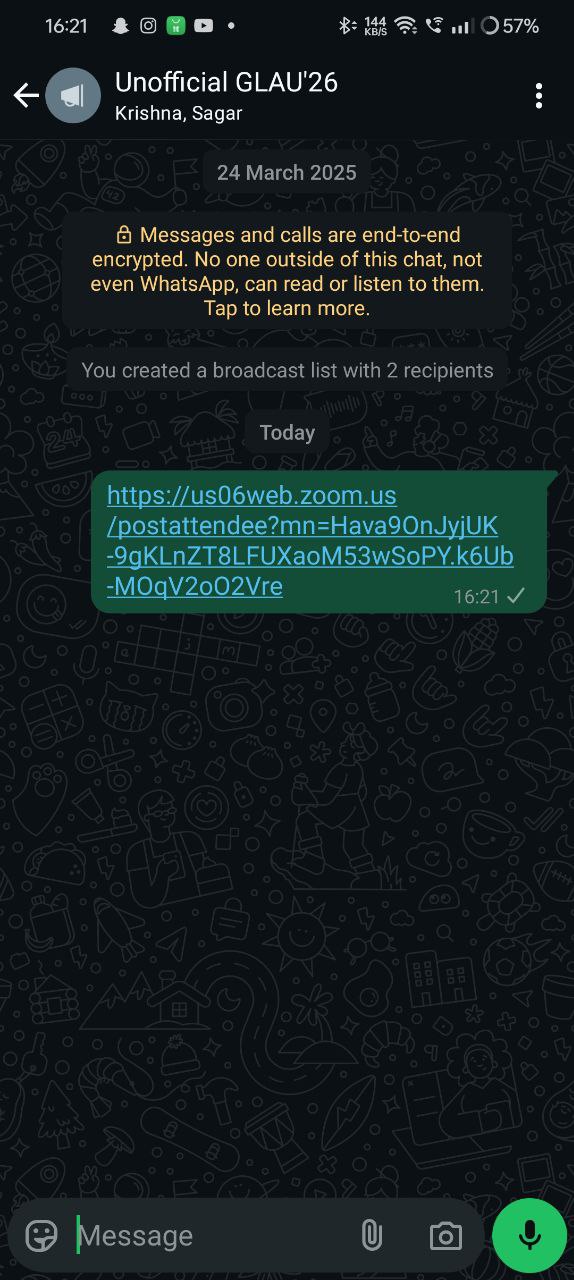 16:21
144
KB/S
57%
Unofficial GLAU'26
Krishna, Sagar
24 March 2025
Messages and calls are end-to-end
encrypted. No one outside of this chat, not
even WhatsApp, can read or listen to them.
Tap to learn more.
You created a broadcast list with 2 recipients
Today
https://us06web.zoom.us
/postattendee?mn=Hava9OnJyjUK
-9gKLnZT8LFUXaoM53wSoPY.k6Ub
-MOqV2oO2Vre
16:21
Message